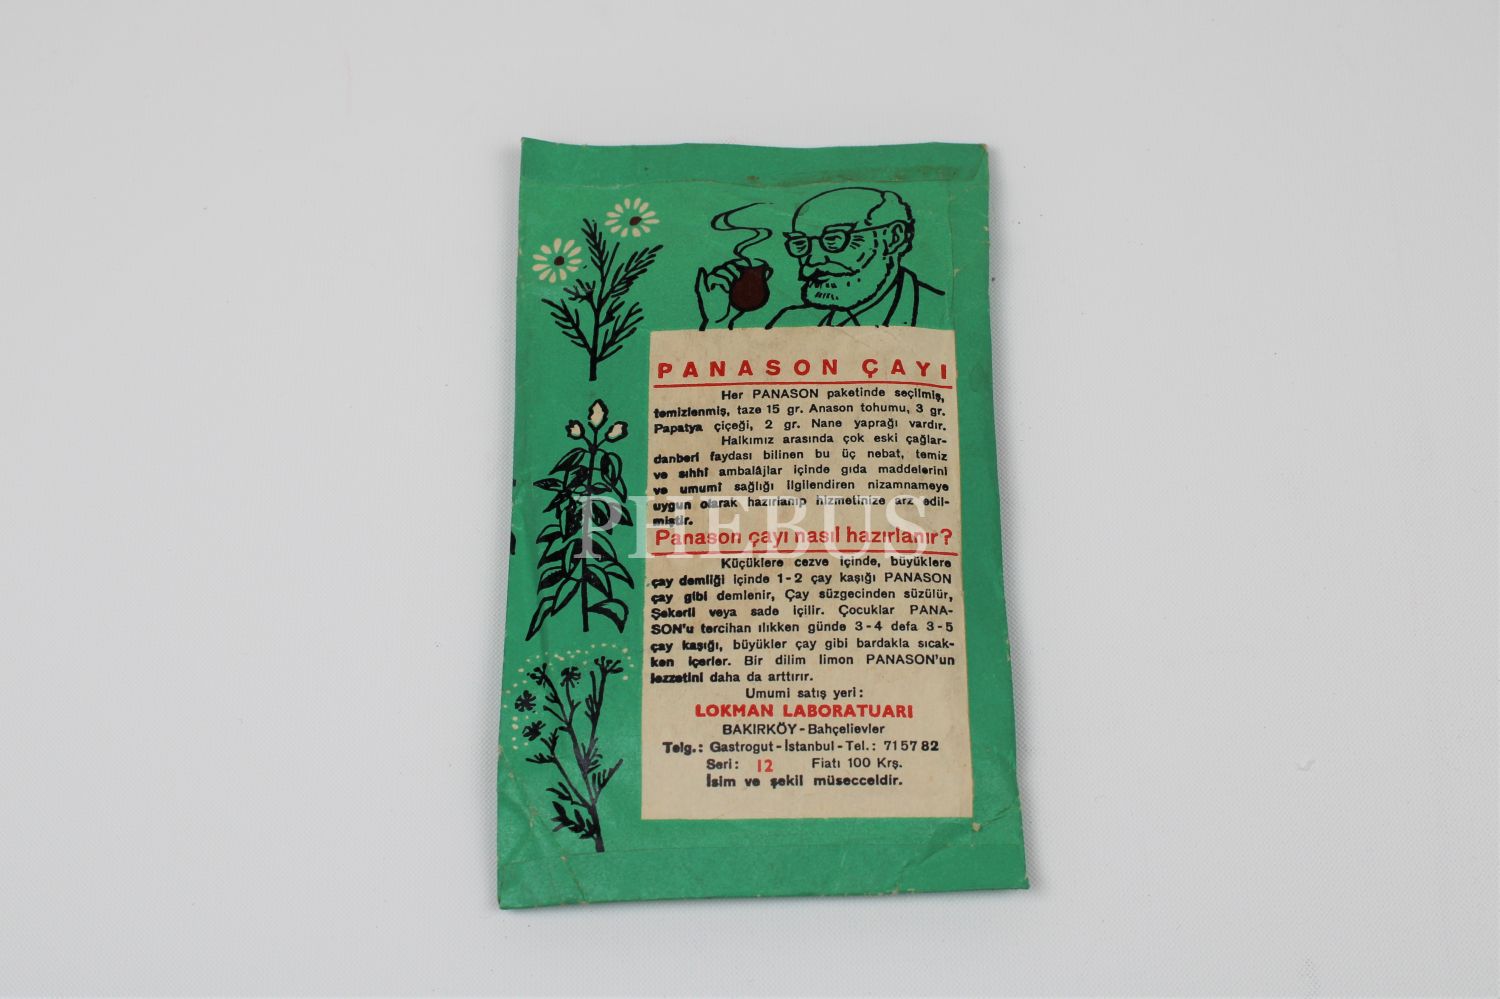 PANASON ÇAYI
Her PANASON paketinde seçilmiş,
temizlenmiş, taze 15 gr. Anason tohumu, 3 gr.
Papatya çiçeği, 2 gr. Nane yaprağı vardır.
Halkımız arasında çok eski çağlar-
danberi faydası bilinen bu üç nebat, temiz
ve sıhhî ambalâjlar içinde gıda maddelerini
ve umumî sağlığı ilgilendiren nizamnameye
uygun olarak hazırlanıp hizmetinize arz edil-
miştir.
PHEBUS
Panason çayı nasıl hazırlanır?
Küçüklere cezve içinde, büyüklere
çay demliği içinde 1-2 çay kaşığı PANASON
çay gibi demlenir, Çay süzgecinden süzülür,
Şekerli veya sade içilir. Çocuklar PANA-
SON'u tercihan ılıkken günde 3-4 defa 3-5
çay kaşığı, büyükler çay gibi bardakla sıcak-
ken içerler. Bir dilim limon PANASON'un
lezzetini daha da arttırır.
Umumi satış yeri:
LOKMAN LABORATUARI
BAKIRKÖY - Bahçelievler
Telg.: Gastrogut - İstanbul - Tel.: 71 57 82
Seri: 12 Fiatı 100 Krş.
İsim ve şekil müsecceldir.